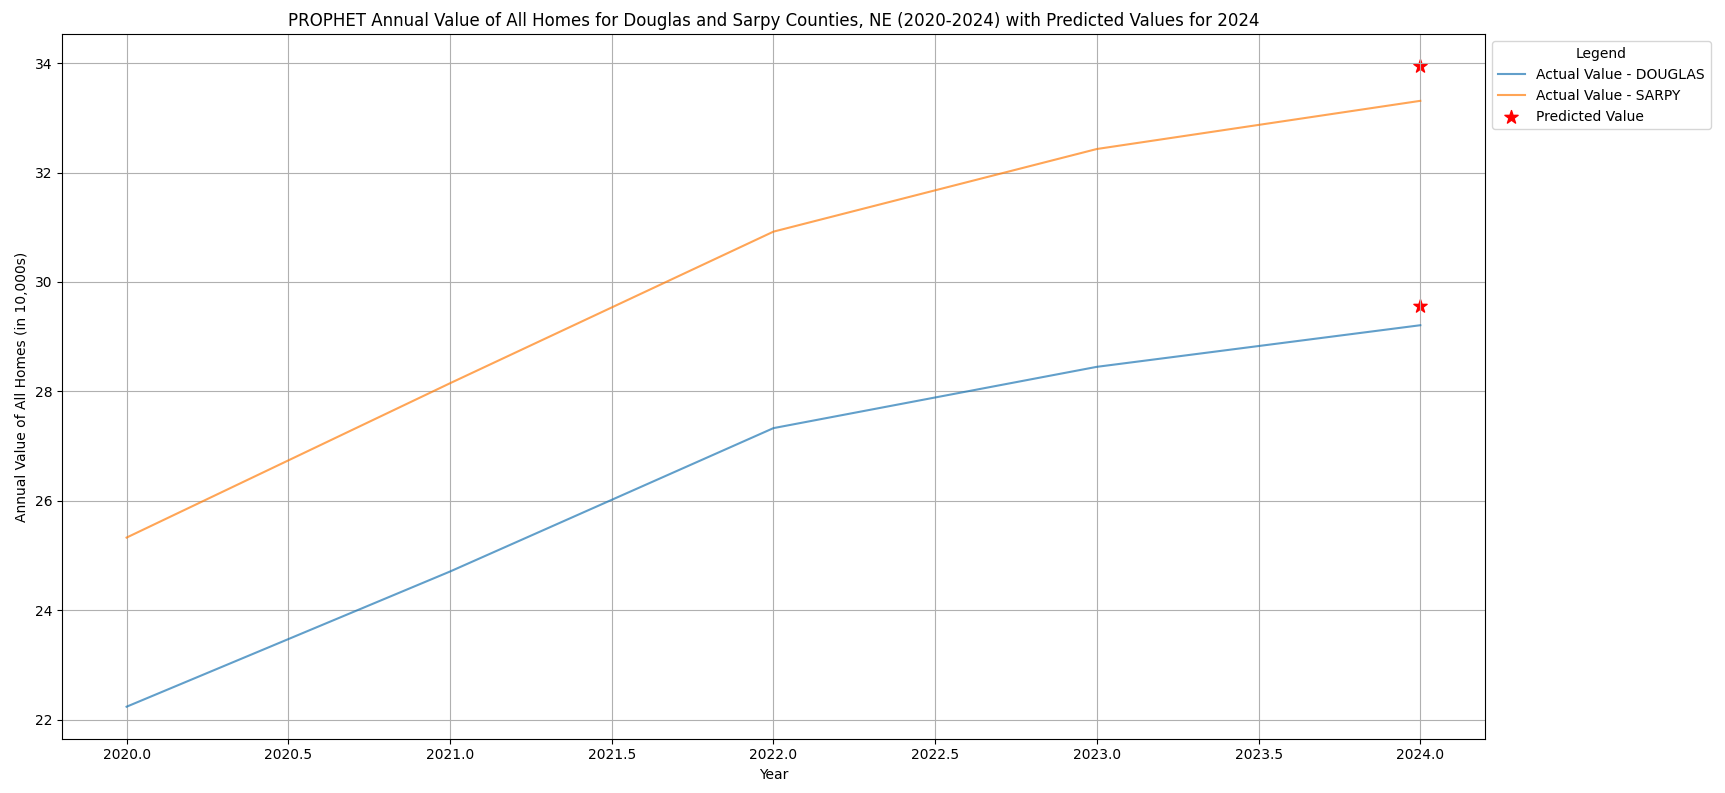 PROPHET Annual Value of All Homes for Douglas and Sarpy Counties, NE (2020-2024) with Predicted Values for 2024
Legend
Actual Value - DOUGLAS
Actual Value - SARPY
Predicted Value
Annual Value of All Homes (in 10,000s)
34
32
30
28
26
24
22
2020.0
2020.5
2021.0
2021.5
2022.0
2022.5
2023.0
2023.5
2024.0
Year